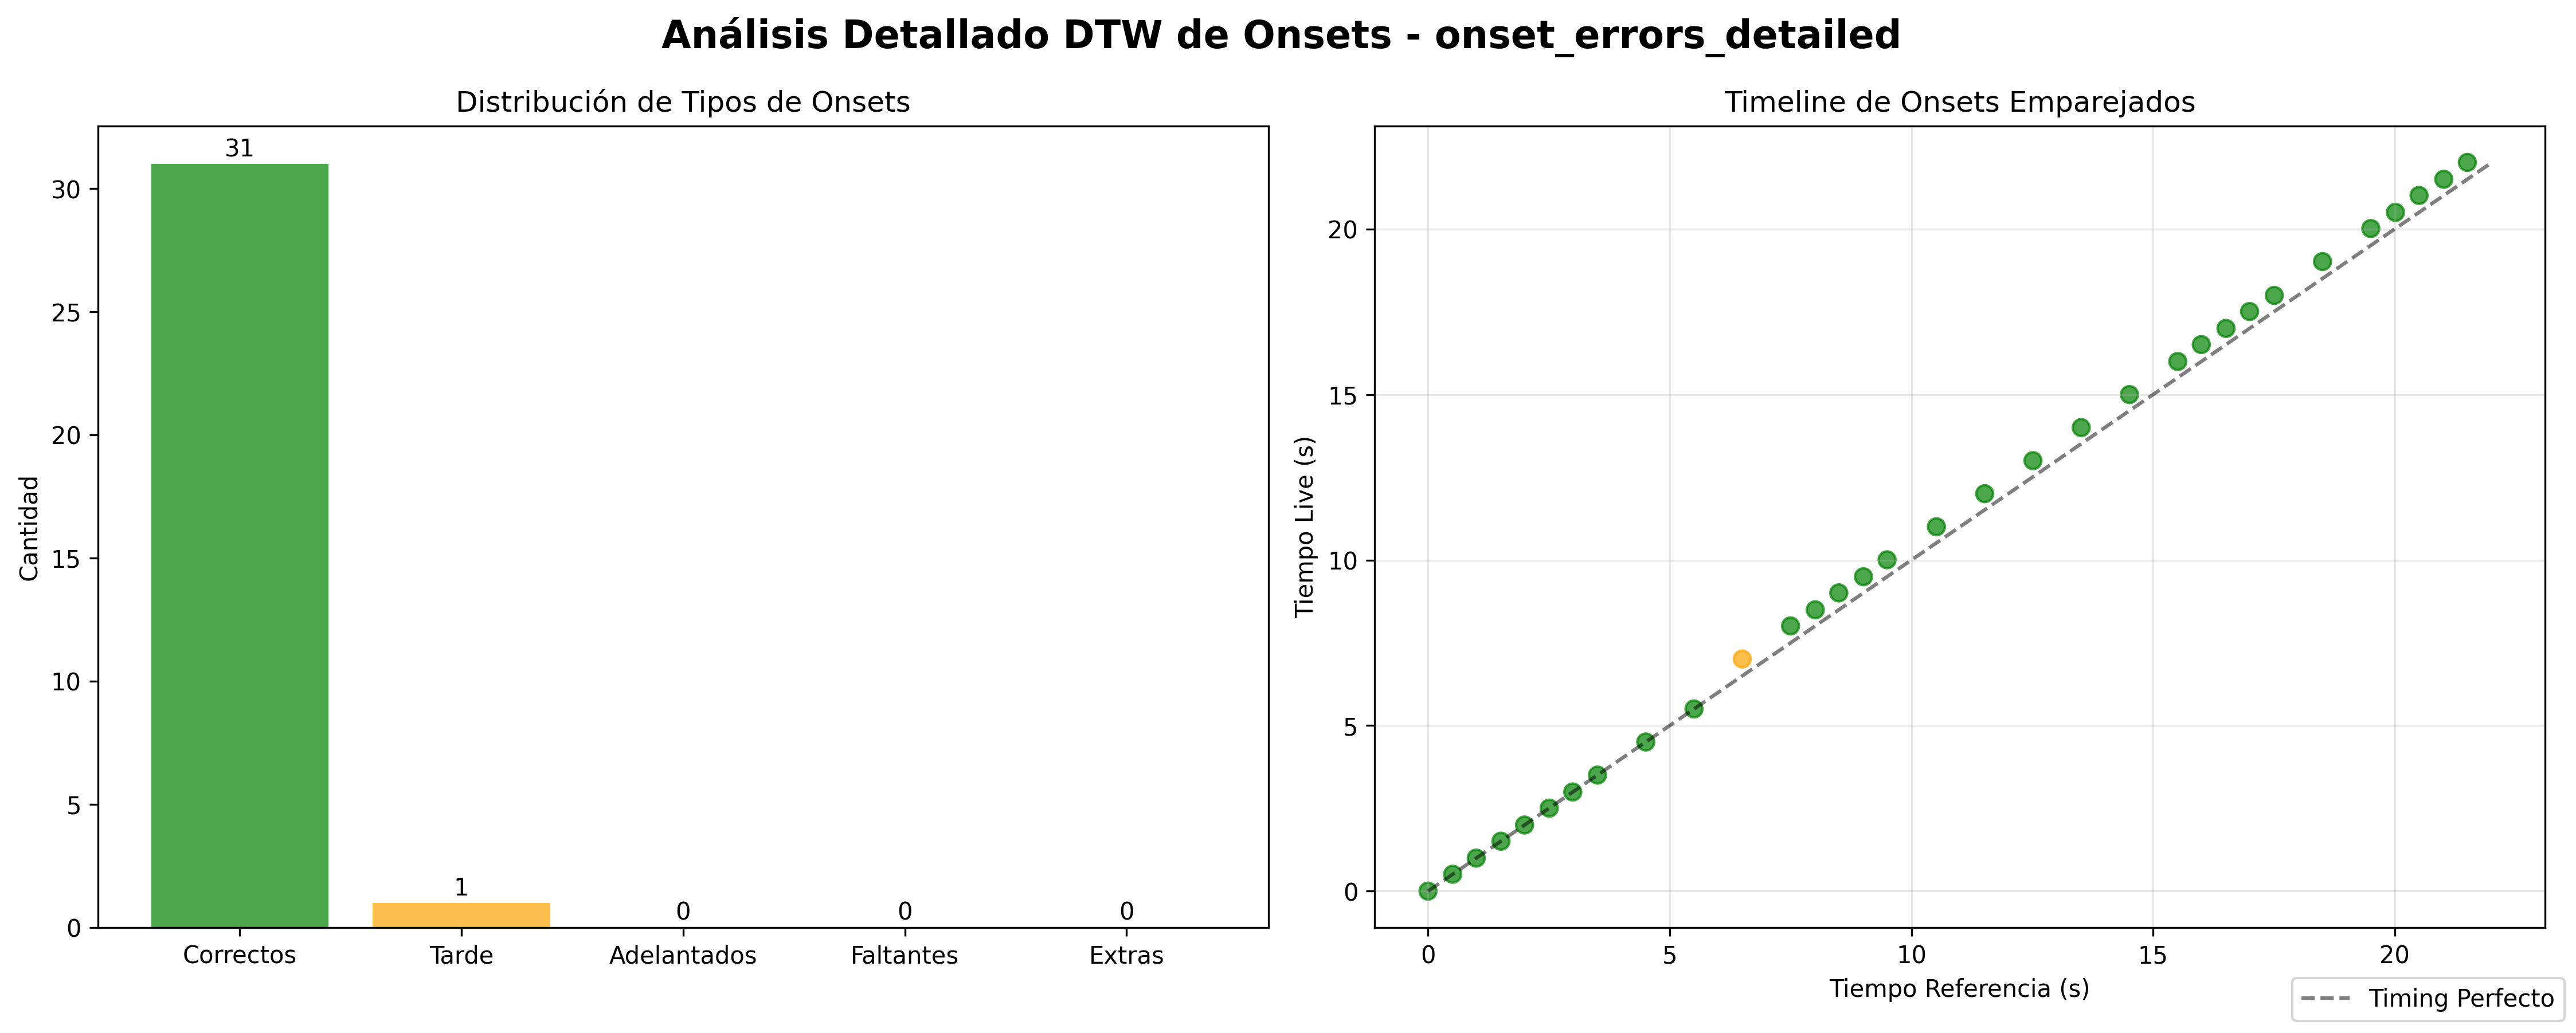 Análisis Detallado DTW de Onsets - onset_errors_detailed
Distribución de Tipos de Onsets
31
1
0
0
0
30
25
20
15
10
5
0
Cantidad
Correctos
Tarde
Adelantados
Faltantes
Extras
Timeline de Onsets Emparejados
20
15
10
5
0
Tiempo Live (s)
0
5
10
15
20
Tiempo Referencia (s)
Timing Perfecto